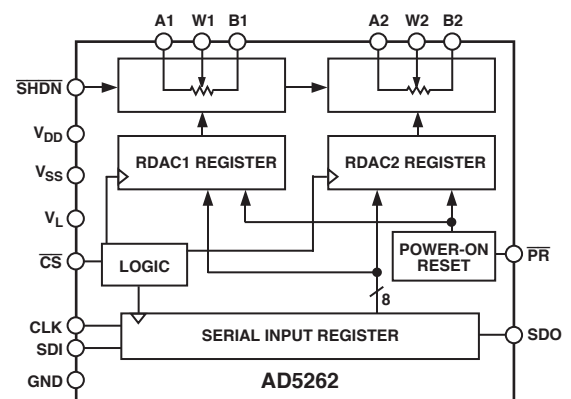 A1 W1 B1 A2 W2 B2
SHDN
VDD
RDAC1 REGISTER RDAC2 REGISTER
VSS
VL
CS LOGIC POWER-ON RESET PR
8
CLK SERIAL INPUT REGISTER SDO
SDI
GND AD5262